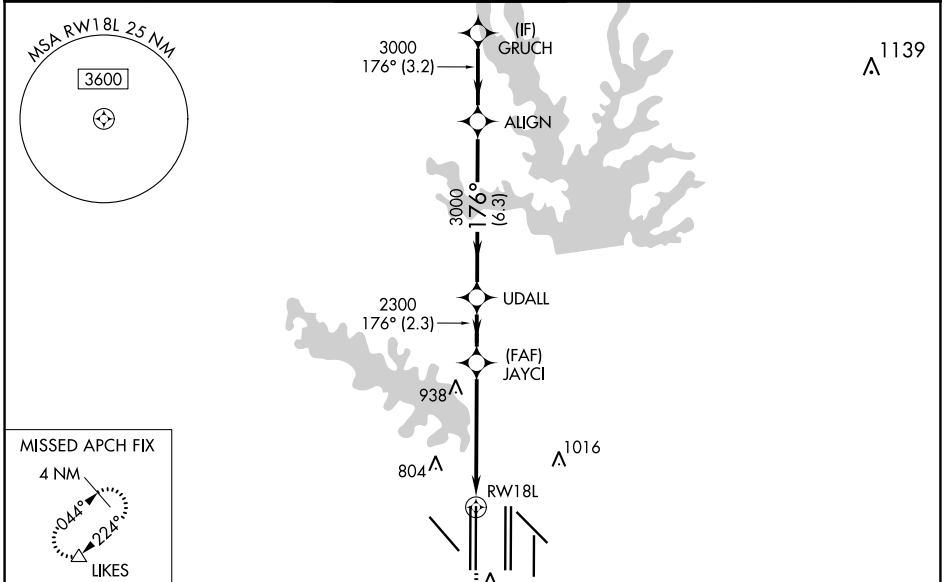 MSA RW18L 25 NM
3600
(IF)
GRUCH
3000
176° (3.2)
1139
ALIGN
3000
176°
(6.3)
UDALL
2300
176° (2.3)
(FAF)
JAYCI
938
804
1016
RW18L
MISSED APCH FIX
4 NM
044°
224°
LIKES